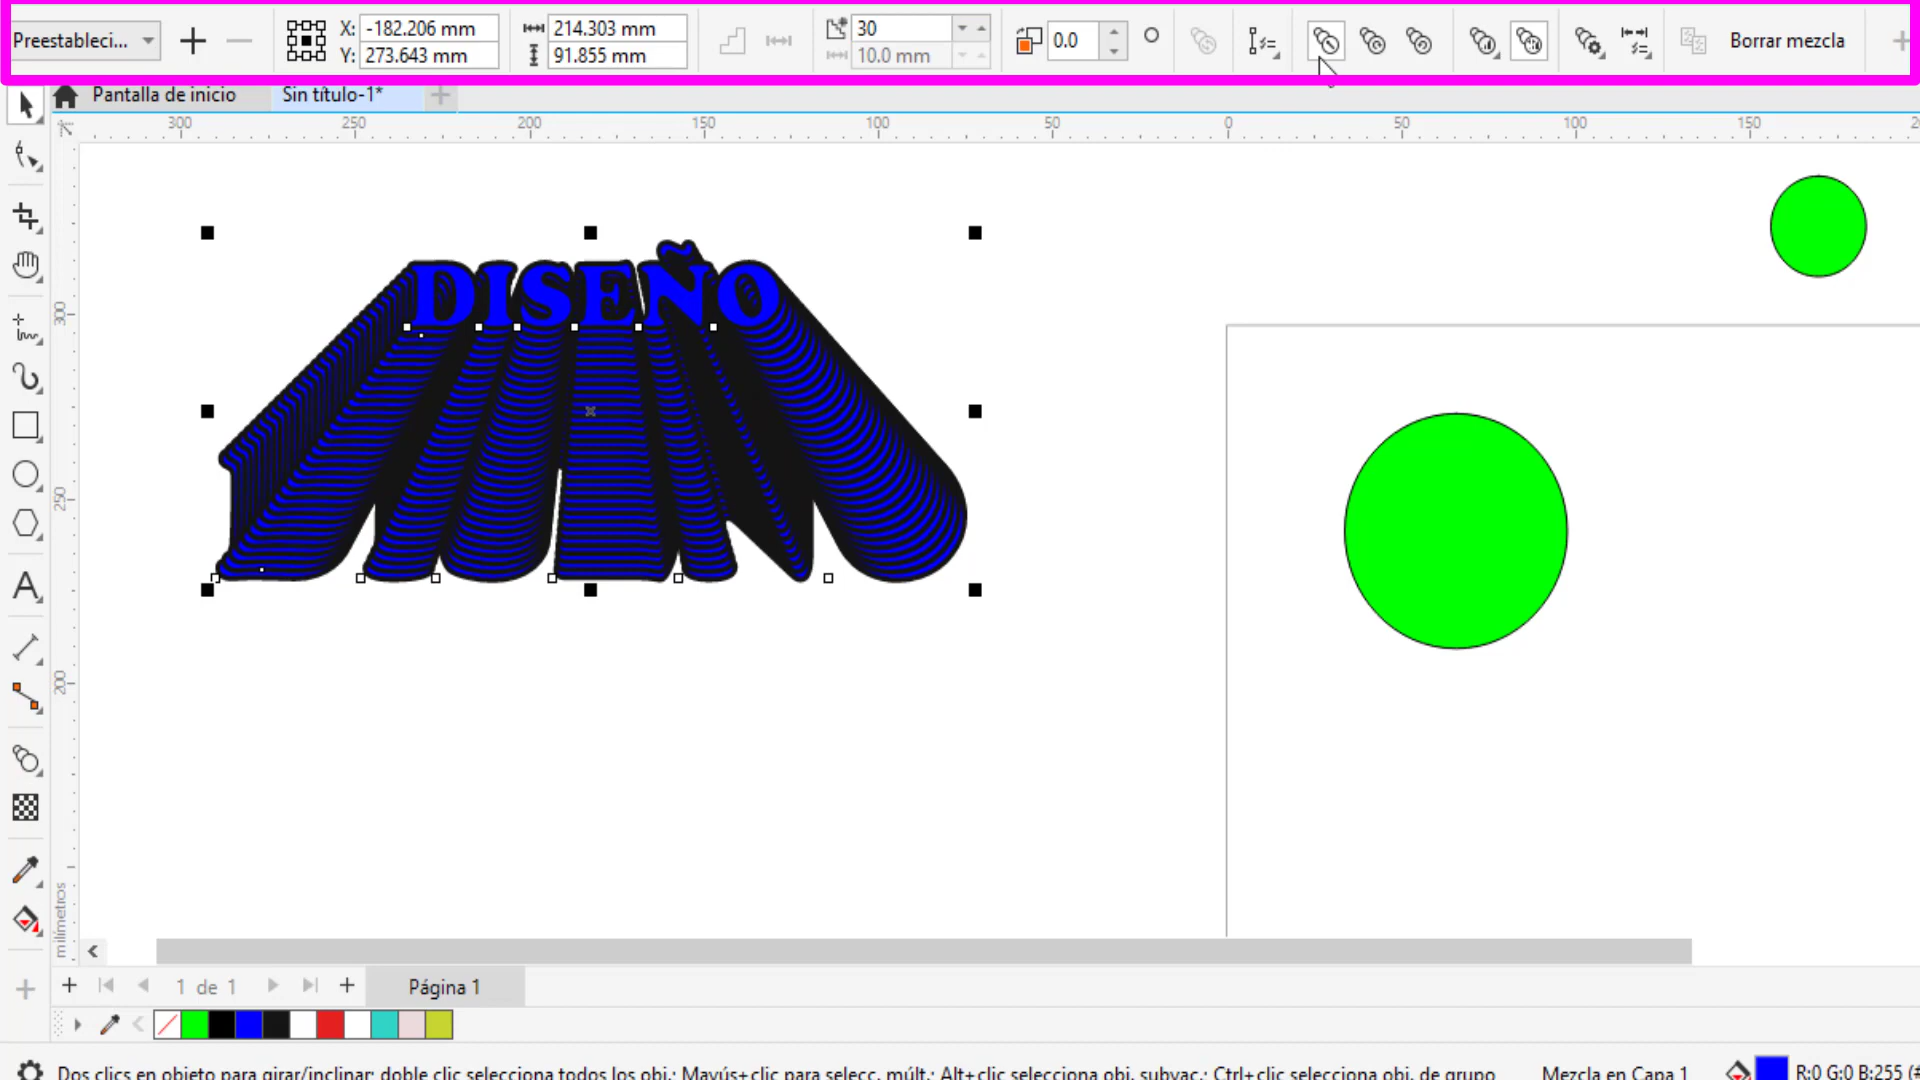 Preestableci...
X: -182.206 mm
Y: 273.643 mm
214.303 mm
91.855 mm
30
10.0 mm
0.0
Borrar mezcla
Pantalla de inicio
Sin título-1*
300 250 200 150 100 50 0 50 100 150
DISEÑO
300
250
200
milímetros
A
1 de 1
Página 1
Dos clics en objeto para girar/inclinar; doble clic selecciona todos los obj.; Mayús+clic para selecc. múlt.; Alt+clic selecciona obj. subyac.; Ctrl+clic selecciona obj. de grupo
Mezcla en Capa 1
R:0 G:0 B:255 (#